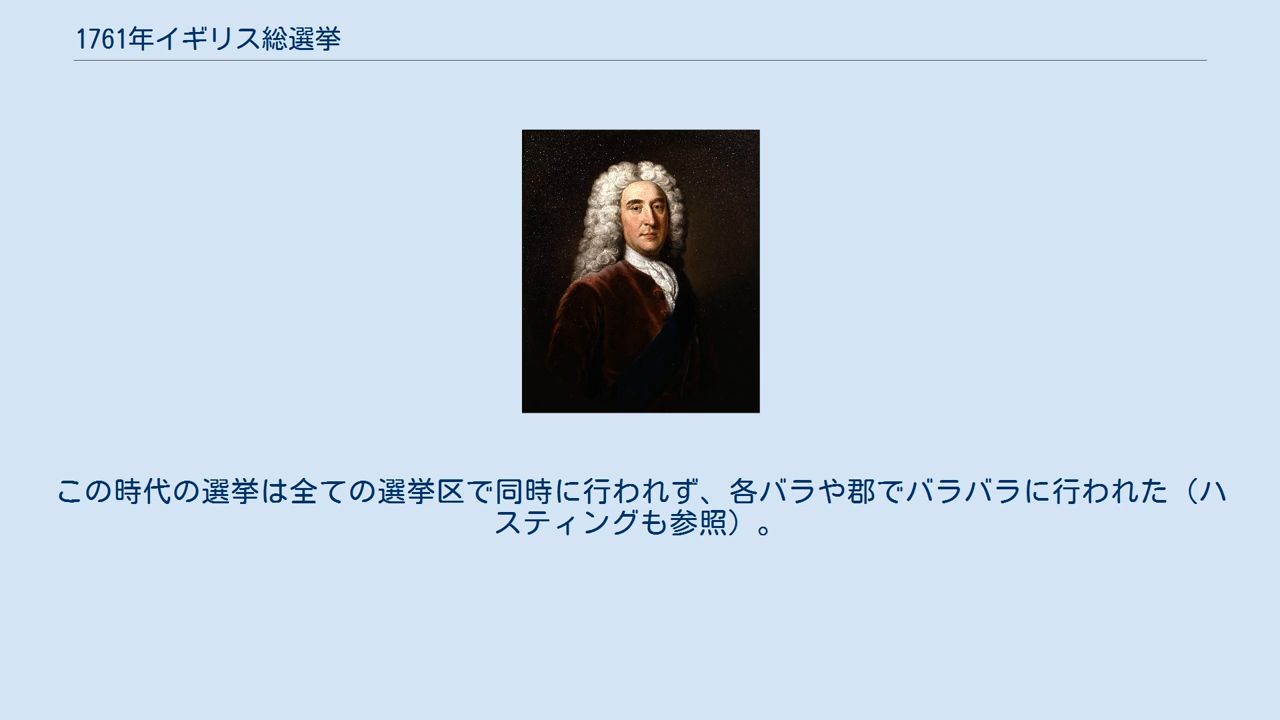 1761年イギリス総選挙
この時代の選挙は全ての選挙区で同時に行われず、各バラや郡でバラバラに行われた（ハ
スティングも参照）。